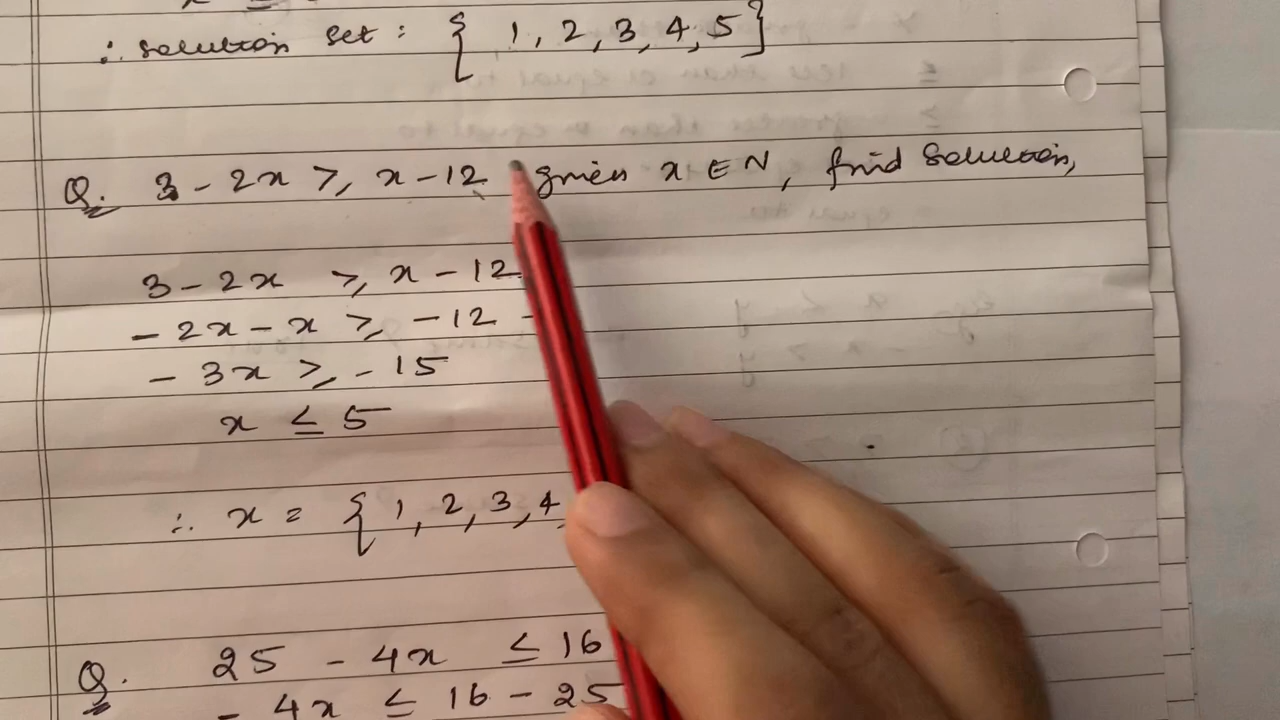 ∴ solution set : { 1, 2, 3, 4, 5 }
Q. 3 - 2x ≥ x - 12 given x ∈ N, find solution,
3 - 2x ≥ x - 12
- 2x - x ≥ - 12 -
- 3x ≥ - 15
x ≤ 5
∴ x = { 1, 2, 3, 4,
Q. 25 - 4x ≤ 16
- 4x ≤ 16 - 25